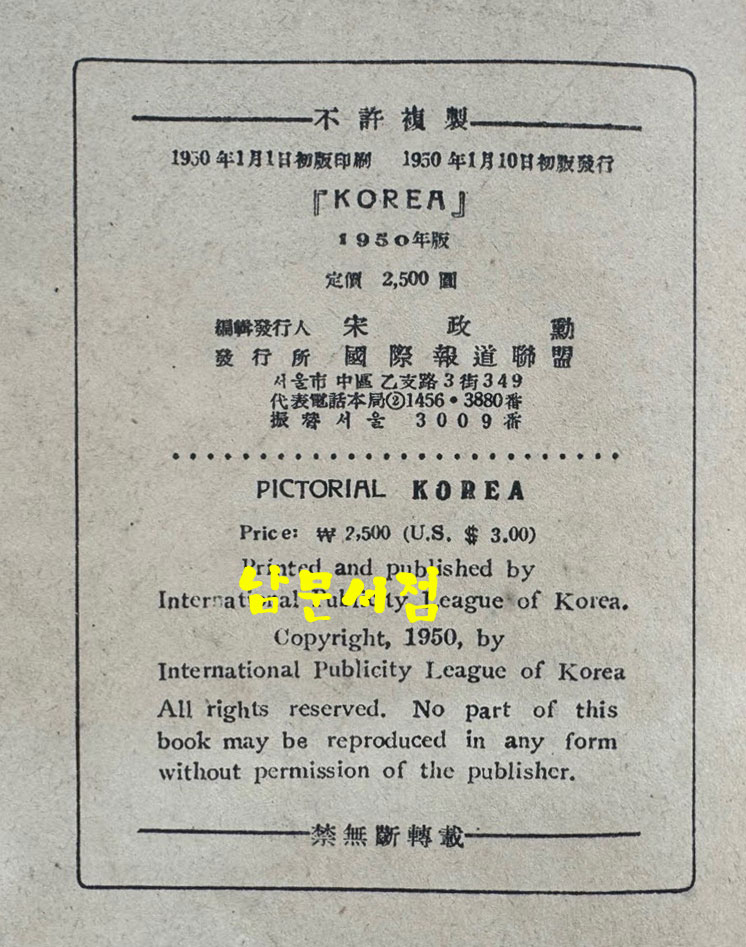 不許複製
1950年1月1日初版印刷 1950年1月10日初版發行
『KOREA』
1950年版
定價 2,500 圓
編輯發行人 宋政勳
發行所 國際報道聯盟
서울市 中區 乙支路3街349
代表電話本局②1456・3880番
振替서울 3009番
PICTORIAL KOREA
Price: ₩ 2,500 (U.S. $ 3.00)
Printed and published by
남문서점
International Publicity League of Korea.
Copyright, 1950, by
International Publicity League of Korea
All rights reserved. No part of this
book may be reproduced in any form
without permission of the publisher.
禁無斷轉載